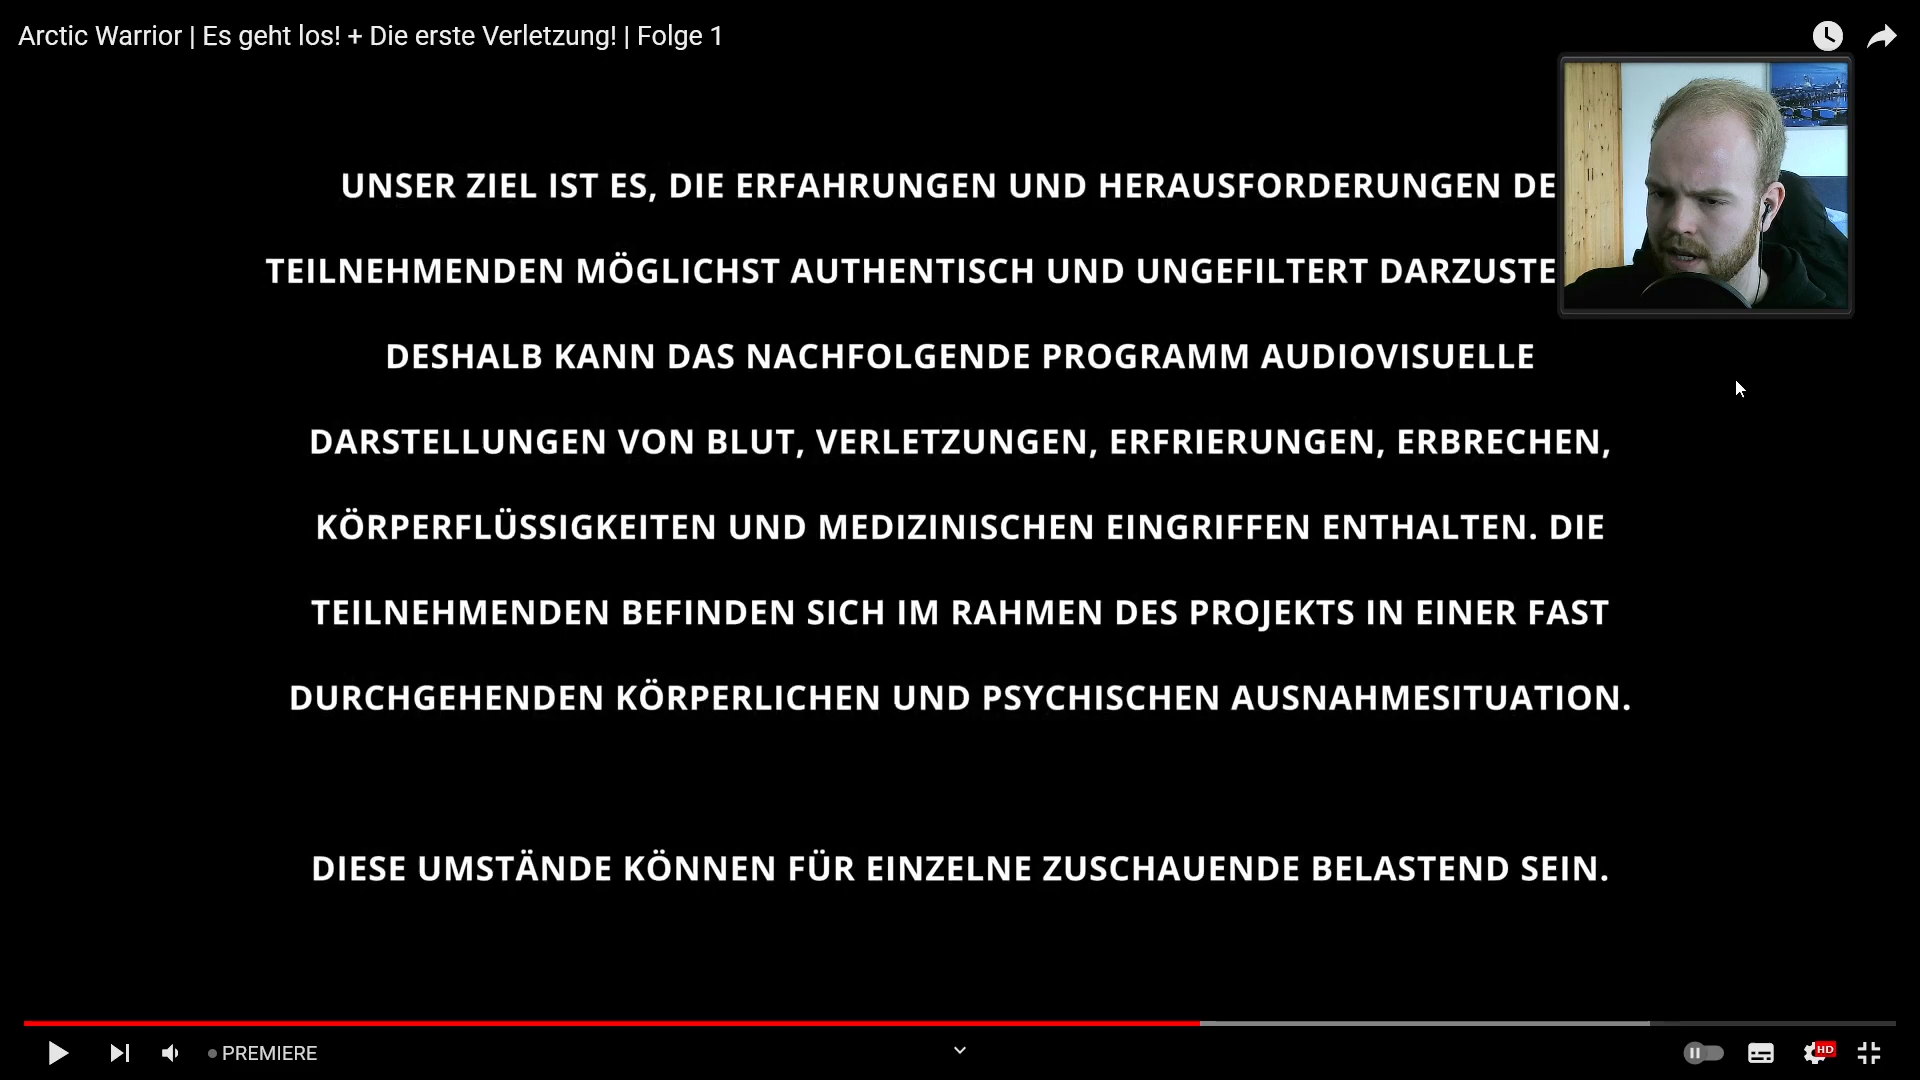 Arctic Warrior | Es geht los! + Die erste Verletzung! | Folge 1
UNSER ZIEL IST ES, DIE ERFAHRUNGEN UND HERAUSFORDERUNGEN
TEILNEHMENDEN MÖGLICHST AUTHENTISCH UND UNGEFILTERT
DESHALB KANN DAS NACHFOLGENDE PROGRAMM AUDIOVISUELLE
DARSTELLUNGEN VON BLUT, VERLETZUNGEN, ERFRIERUNGEN, ERBRECHEN,
KÖRPERFLÜSSIGKEITEN UND MEDIZINISCHEN EINGRIFFEN ENTHALTEN. DIE
TEILNEHMENDEN BEFINDEN SICH IM RAHMEN DES PROJEKTS IN EINER FAST
DURCHGEHENDEN KÖRPERLICHEN UND PSYCHISCHEN AUSNAHMESITUATION.
DIESE UMSTÄNDE KÖNNEN FÜR EINZELNE ZUSCHAUENDE BELASTEND SEIN.
PREMIERE
HD